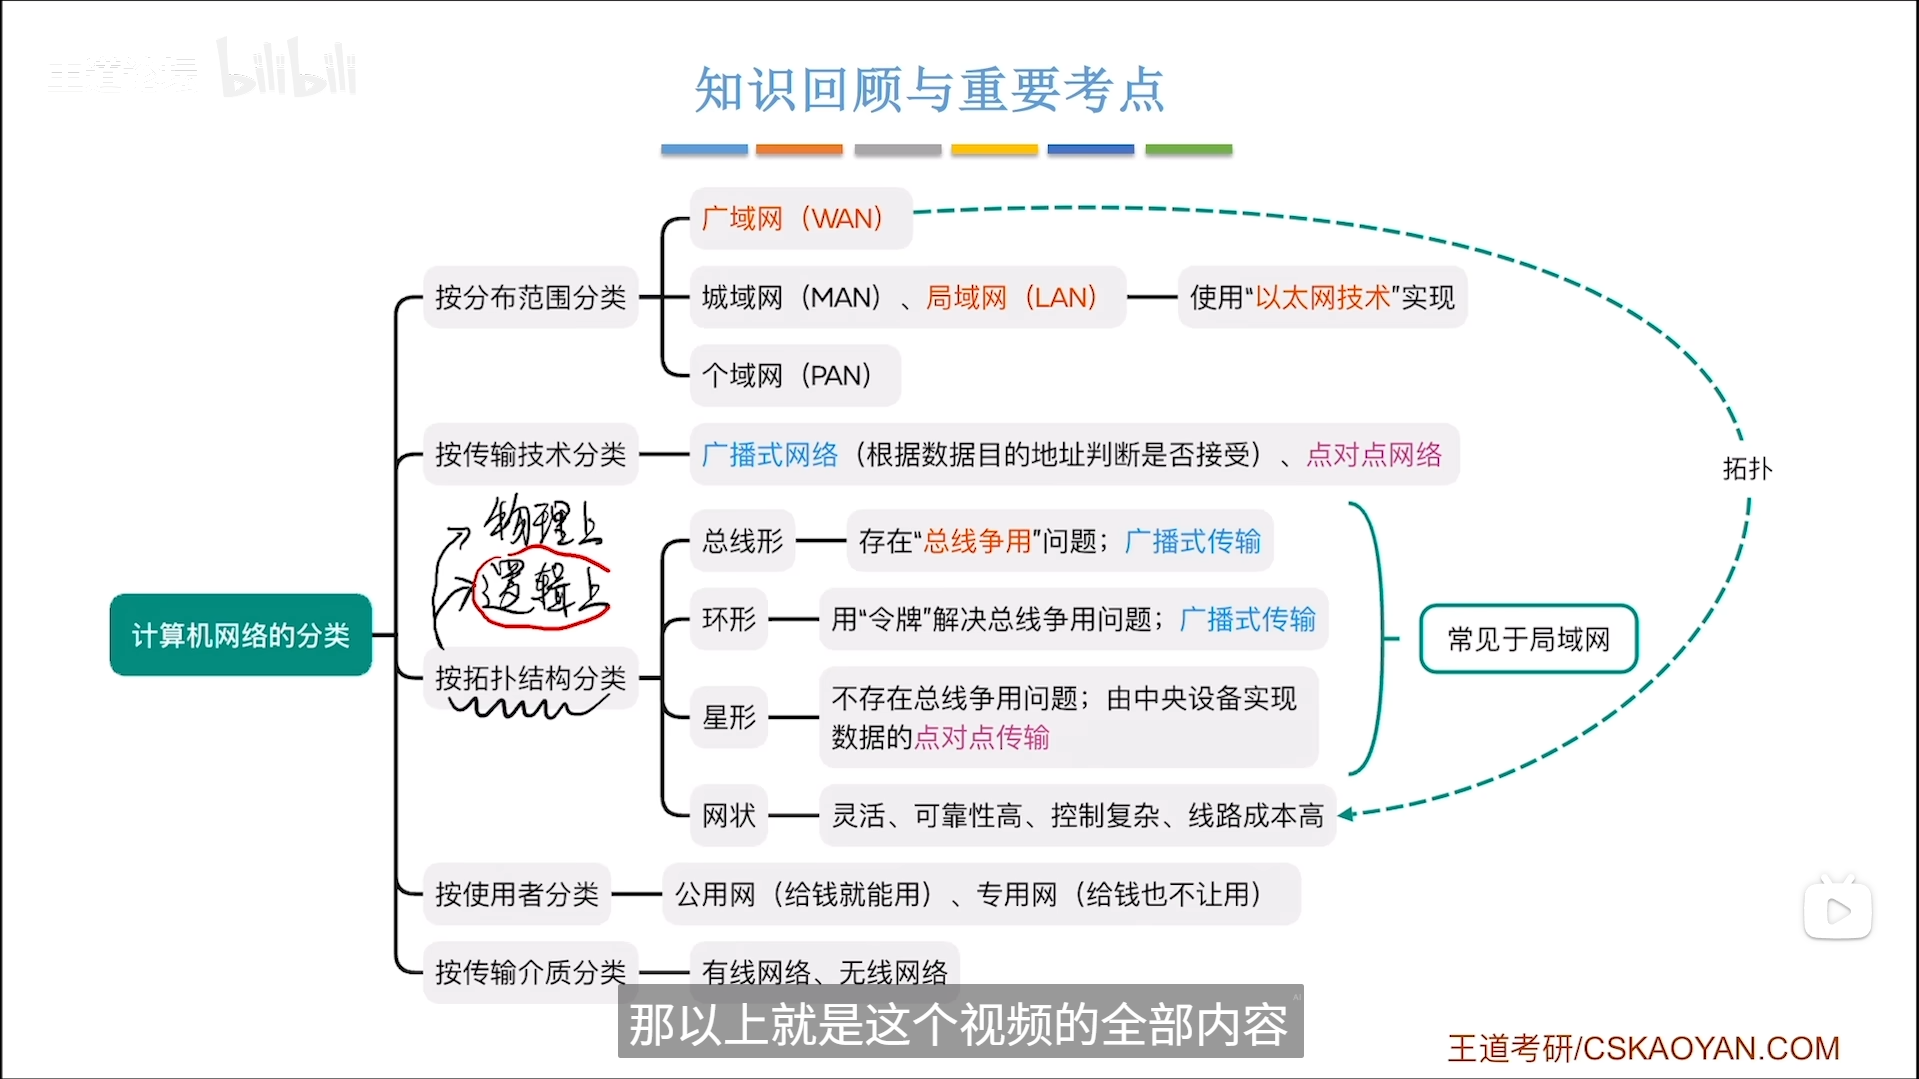 王道论坛 bilibili
知识回顾与重要考点
广域网（WAN）
按分布范围分类
城域网（MAN）、局域网（LAN）
使用“以太网技术”实现
个域网（PAN）
按传输技术分类
广播式网络（根据数据目的地址判断是否接受）、点对点网络
拓扑
物理上
逻辑上
计算机网络的分类
按拓扑结构分类
总线形
存在“总线争用”问题；广播式传输
环形
用“令牌”解决总线争用问题；广播式传输
常见于局域网
星形
不存在总线争用问题；由中央设备实现
数据的点对点传输
网状
灵活、可靠性高、控制复杂、线路成本高
按使用者分类
公用网（给钱就能用）、专用网（给钱也不让用）
按传输介质分类
有线网络、无线网络
AI
那以上就是这个视频的全部内容
王道考研/CSKAOYAN.COM